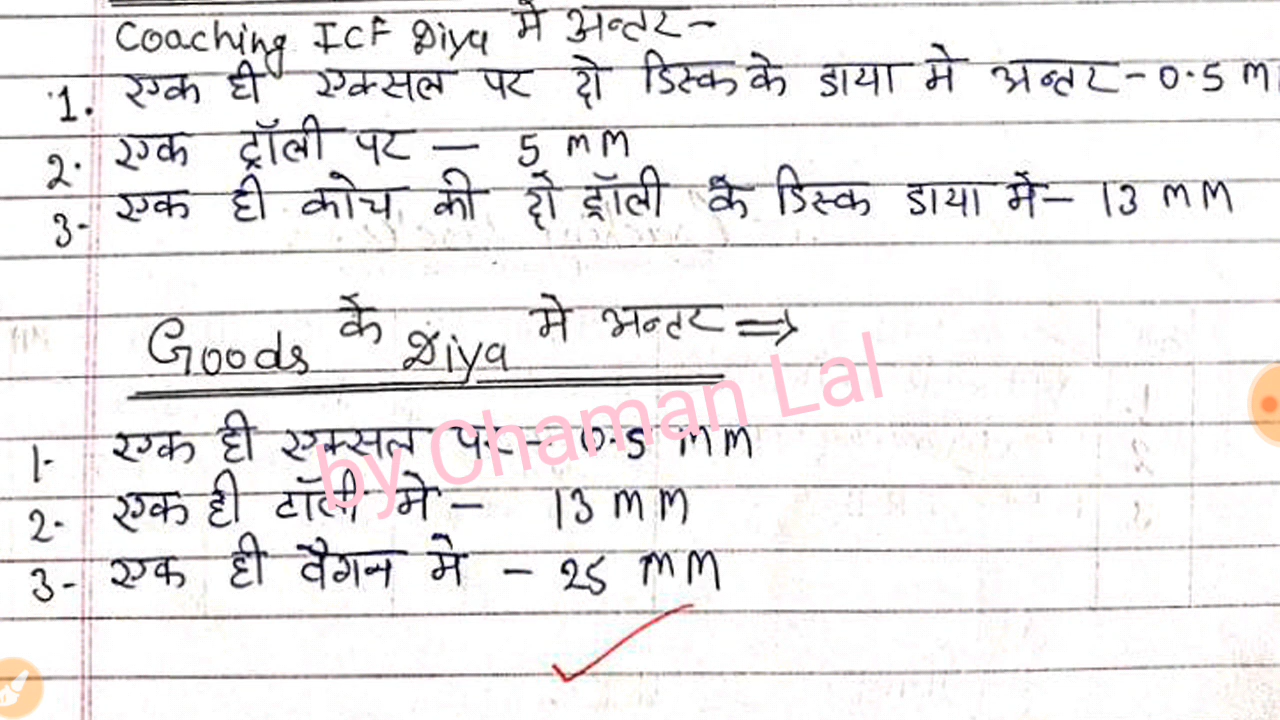 Coaching ICF Diya मे अन्तर-
1. एक ही एक्सल पर दो डिस्क के डाया मे अन्तर - 0.5 m
2. एक ट्रॉली पर — 5 mm
3- एक ही कोच की दो ट्रॉली के डिस्क डाया में- 13 mm
Goods के Diya मे अन्तर ⇒
1- एक ही एक्सल पर - 0.5 mm
2- एक ही टॉली मे - 13 mm
3- एक ही वैगन मे - 25 mm
by Chaman Lal